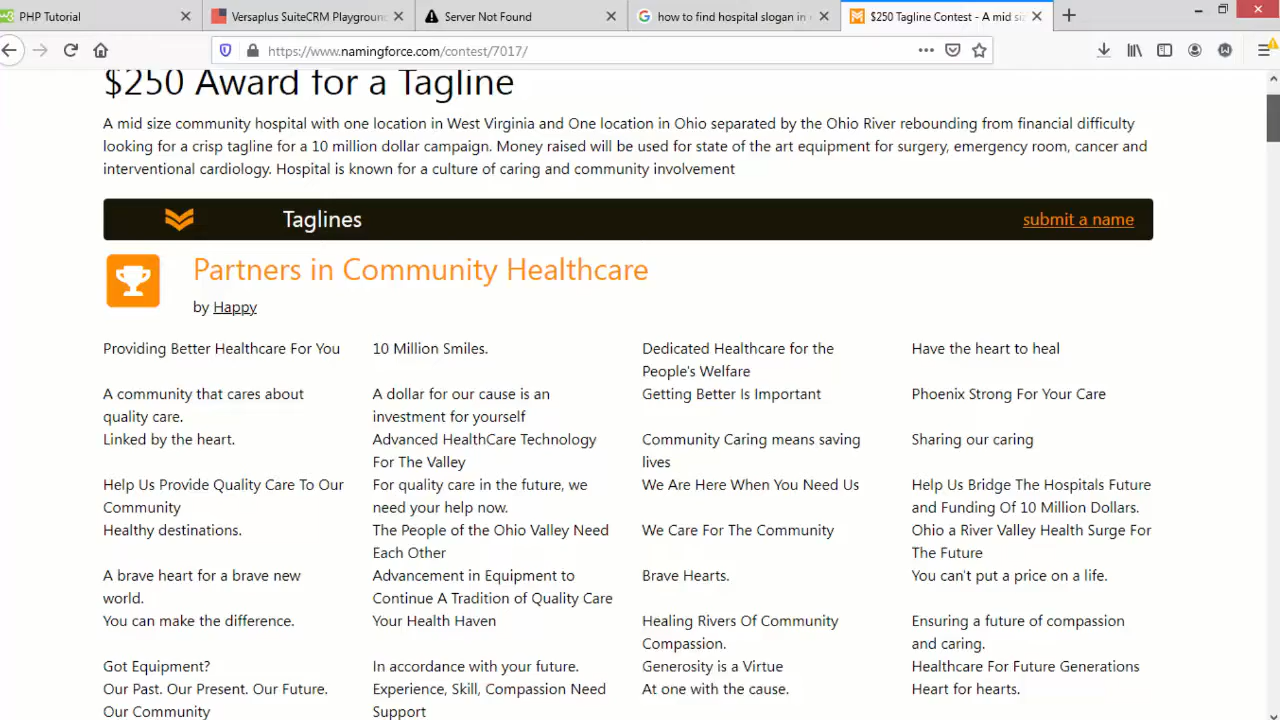 PHP Tutorial
Versaplus SuiteCRM Playgroun
Server Not Found
how to find hospital slogan in
$250 Tagline Contest - A mid si
https://www.namingforce.com/contest/7017/
$250 Award for a Tagline
A mid size community hospital with one location in West Virginia and One location in Ohio separated by the Ohio River rebounding from financial difficulty
looking for a crisp tagline for a 10 million dollar campaign. Money raised will be used for state of the art equipment for surgery, emergency room, cancer and
interventional cardiology. Hospital is known for a culture of caring and community involvement
Taglines submit a name
Partners in Community Healthcare
by Happy
Providing Better Healthcare For You
10 Million Smiles.
Dedicated Healthcare for the
People's Welfare
Have the heart to heal
A community that cares about
quality care.
A dollar for our cause is an
investment for yourself
Getting Better Is Important
Phoenix Strong For Your Care
Linked by the heart.
Advanced HealthCare Technology
For The Valley
Community Caring means saving
lives
Sharing our caring
Help Us Provide Quality Care To Our
Community
For quality care in the future, we
need your help now.
We Are Here When You Need Us
Help Us Bridge The Hospitals Future
and Funding Of 10 Million Dollars.
Healthy destinations.
The People of the Ohio Valley Need
Each Other
We Care For The Community
Ohio a River Valley Health Surge For
The Future
A brave heart for a brave new
world.
Advancement in Equipment to
Continue A Tradition of Quality Care
Brave Hearts.
You can't put a price on a life.
You can make the difference.
Your Health Haven
Healing Rivers Of Community
Compassion.
Ensuring a future of compassion
and caring.
Got Equipment?
In accordance with your future.
Generosity is a Virtue
Healthcare For Future Generations
Our Past. Our Present. Our Future.
Our Community
Experience, Skill, Compassion Need
Support
At one with the cause.
Heart for hearts.